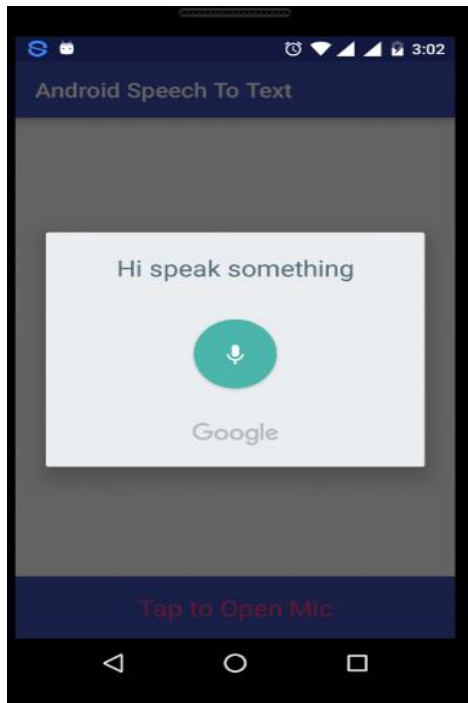 3:02
Android Speech To Text
Hi speak something
Google
Tap to Open Mic